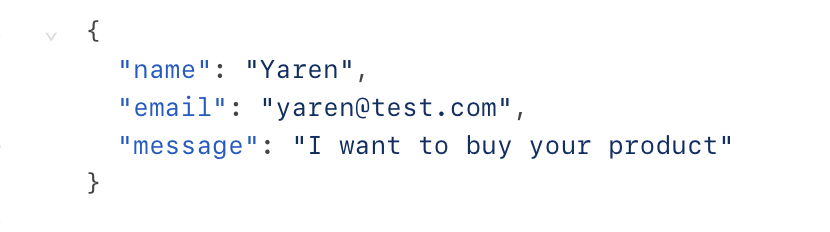 {
"name": "Yaren",
"email": "yaren@test.com",
"message": "I want to buy your product"
}